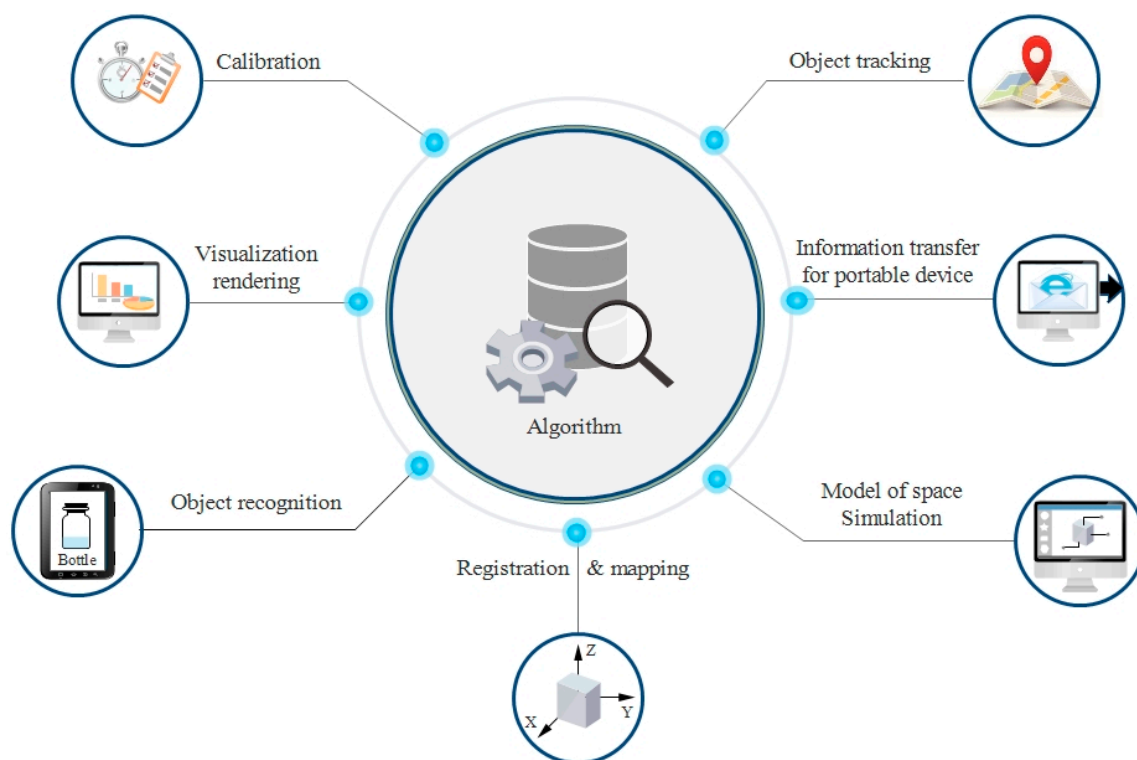 Calibration
Object tracking
Visualization
rendering
Information transfer
for portable device
Algorithm
Object recognition
Bottle
Model of space
Simulation
Registration & mapping
Z
Y
X